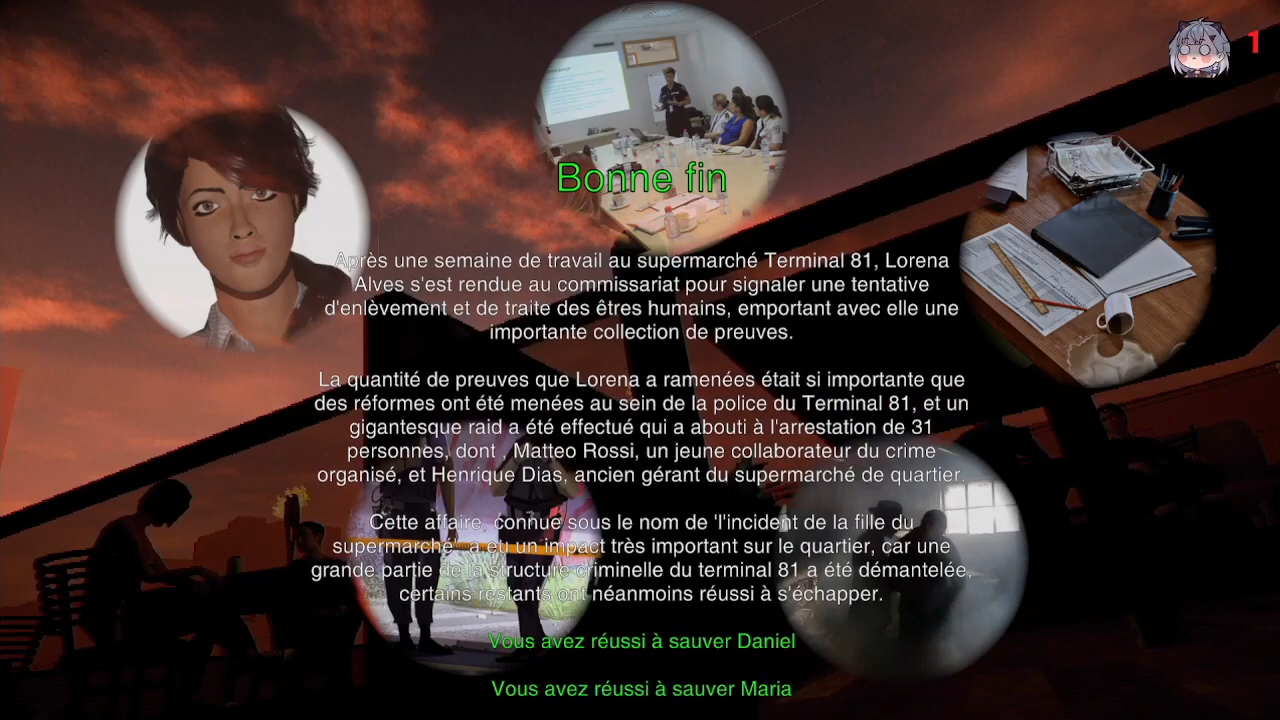 1
Bonne fin
Après une semaine de travail au supermarché Terminal 81, Lorena
Alves s'est rendue au commissariat pour signaler une tentative
d'enlèvement et de traite des êtres humains, emportant avec elle une
importante collection de preuves.
La quantité de preuves que Lorena a ramenées était si importante que
des réformes ont été menées au sein de la police du Terminal 81, et un
gigantesque raid a été effectué qui a abouti à l'arrestation de 31
personnes, dont , Matteo Rossi, un jeune collaborateur du crime
organisé, et Henrique Dias, ancien gérant du supermarché de quartier.
Cette affaire, connue sous le nom de 'l'incident de la fille du
supermarché' a eu un impact très important sur le quartier, car une
grande partie de la structure criminelle du terminal 81 a été démantelée,
certains restants ont néanmoins réussi à s'échapper.
Vous avez réussi à sauver Daniel
Vous avez réussi à sauver Maria